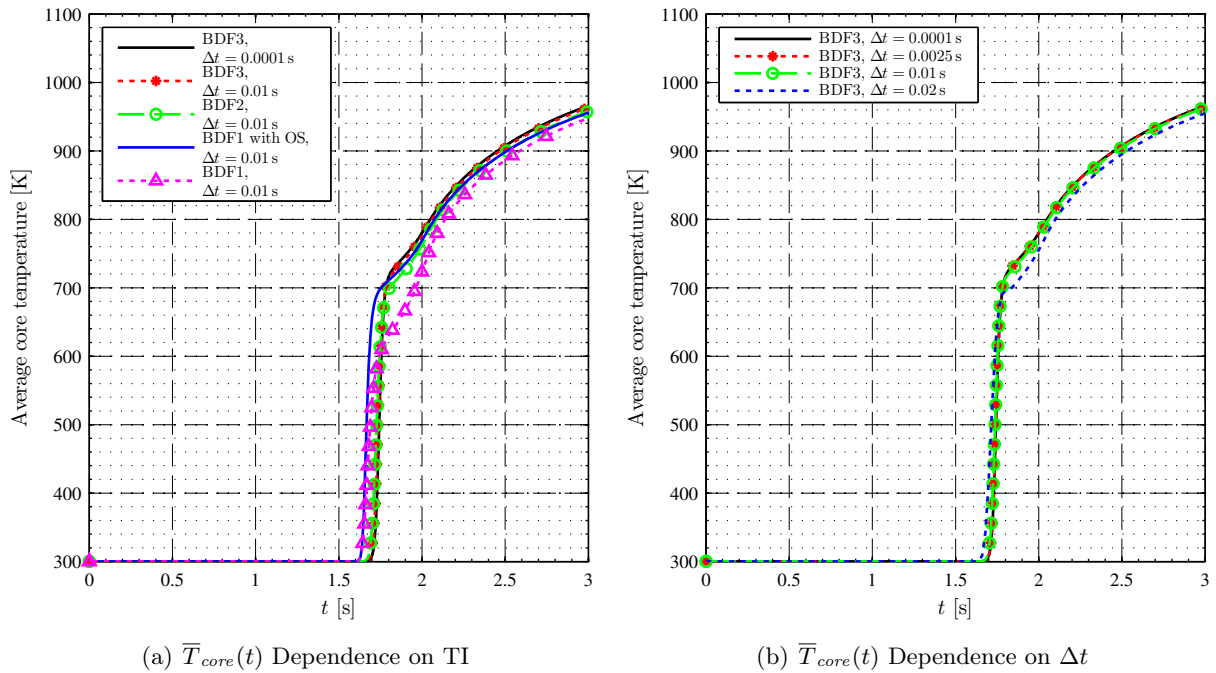 1100
1000
900
800
700
600
500
400
300
0
0.5
1
1.5
2
2.5
3
Average core temperature [K]
t [s]
BDF3,
Δt = 0.0001 s
BDF3,
Δt = 0.01 s
BDF2,
Δt = 0.01 s
BDF1 with OS,
Δt = 0.01 s
BDF1,
Δt = 0.01 s
(a) T̅core(t) Dependence on TI
1100
1000
900
800
700
600
500
400
300
0
0.5
1
1.5
2
2.5
3
Average core temperature [K]
t [s]
BDF3, Δt = 0.0001 s
BDF3, Δt = 0.0025 s
BDF3, Δt = 0.01 s
BDF3, Δt = 0.02 s
(b) T̅core(t) Dependence on Δt